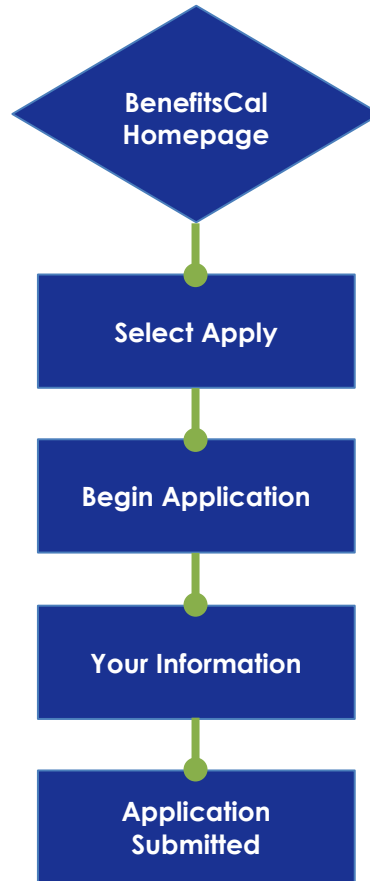 BenefitsCal
Homepage
Select Apply
Begin Application
Your Information
Application
Submitted